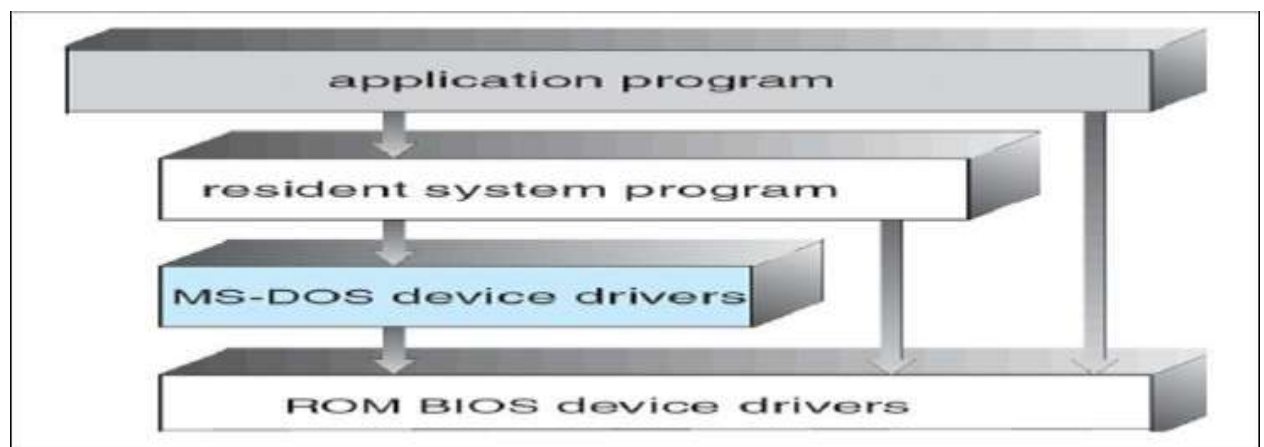 application program
resident system program
MS-DOS device drivers
ROM BIOS device drivers